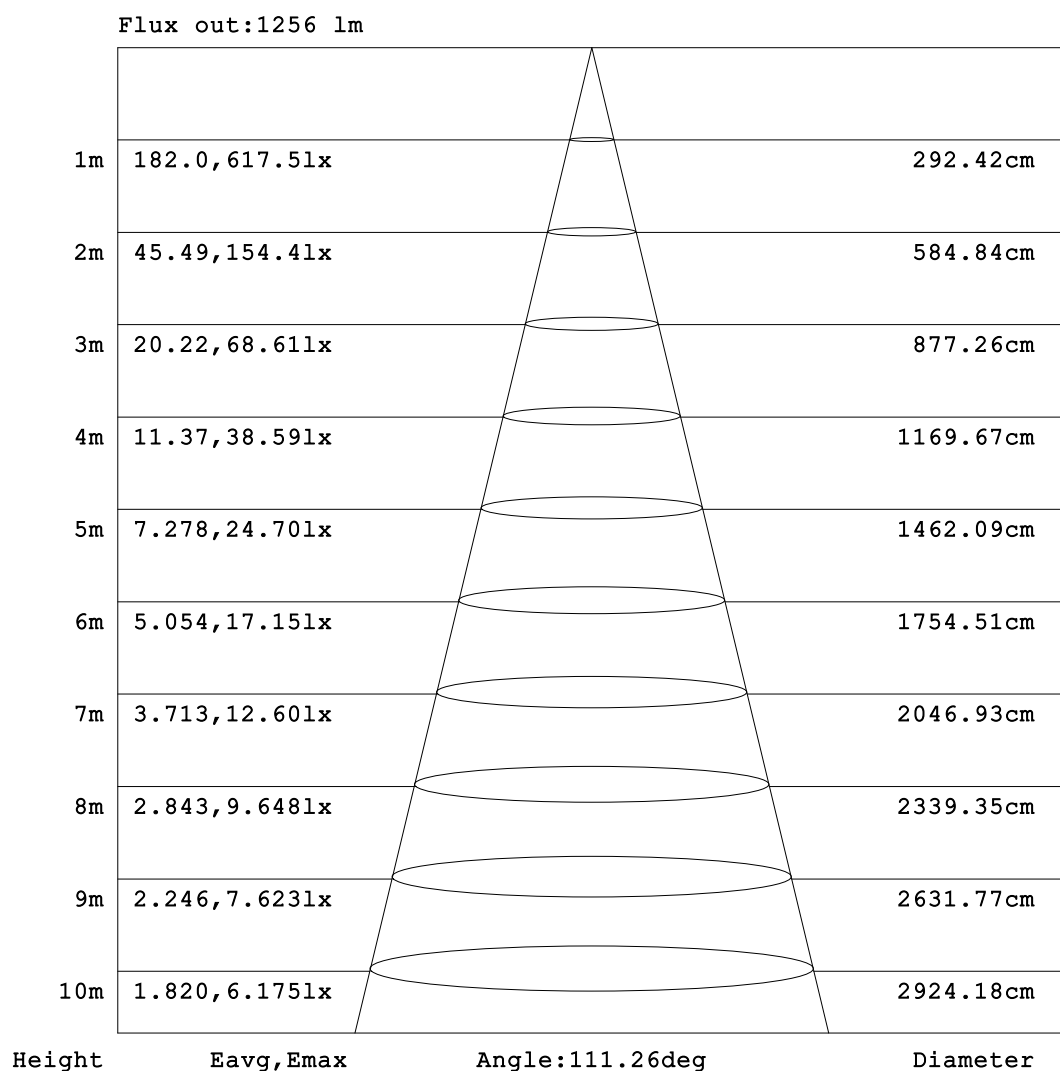 Flux out:1256 lm
1m 182.0,617.5lx 292.42cm
2m 45.49,154.4lx 584.84cm
3m 20.22,68.61lx 877.26cm
4m 11.37,38.59lx 1169.67cm
5m 7.278,24.70lx 1462.09cm
6m 5.054,17.15lx 1754.51cm
7m 3.713,12.60lx 2046.93cm
8m 2.843,9.648lx 2339.35cm
9m 2.246,7.623lx 2631.77cm
10m 1.820,6.175lx 2924.18cm
Height Eavg,Emax Angle:111.26deg Diameter